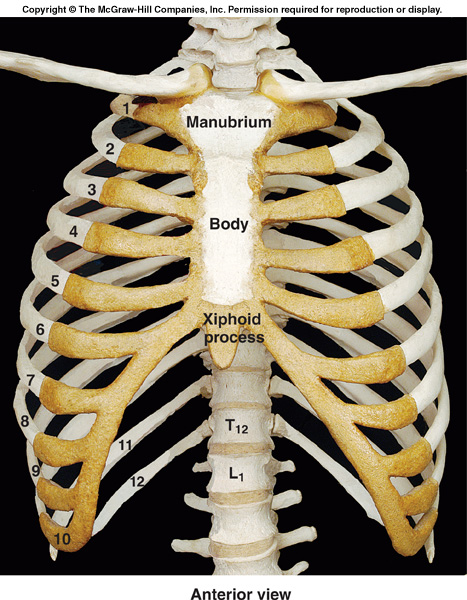 Copyright © The McGraw-Hill Companies, Inc. Permission required for reproduction or display.
1
Manubrium
2
3
Body
4
5
Xiphoid
process
6
7
8
T12
11
9
L1
12
10
Anterior view